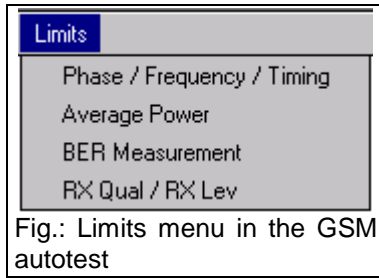 Limits
Phase / Frequency / Timing
Average Power
BER Measurement
RX Qual / RX Lev
Fig.: Limits menu in the GSM
autotest